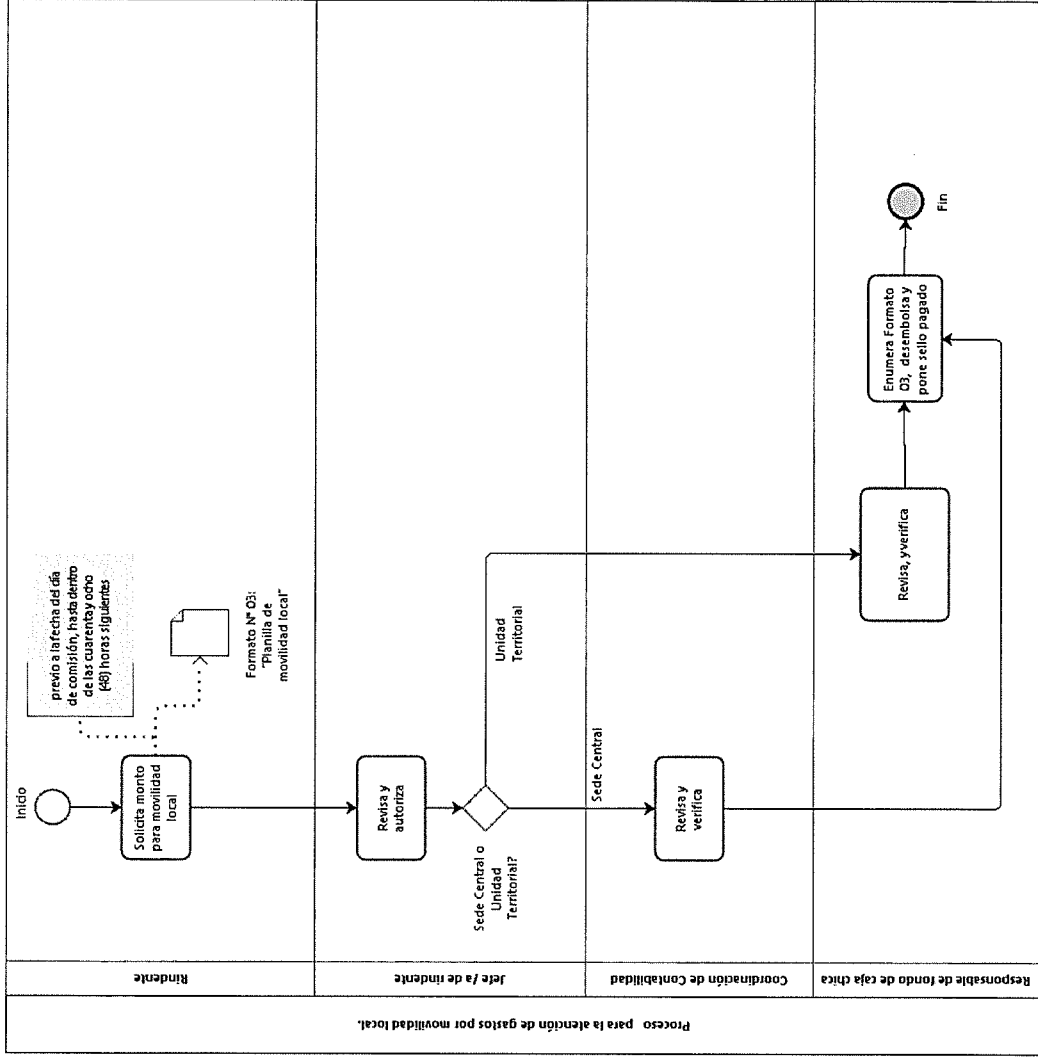 Inicio
previo a la fecha del día
de comisión, hasta dentro
de las cuarenta y ocho
(48) horas siguientes
Solicita monto
para movilidad
local
Formato N° 03:
"Planilla de
movilidad local"
Revisa y
autoriza
Sede Central o
Unidad
Territorial?
Unidad
Territorial
Sede Central
Revisa y
verifica
Revisa, y verifica
Enumera Formato
03, desembolsa y
pone sello pagado
Fin
Rindente
Jefe /a de rindente
Coordinación de Contabilidad
Responsable de fondo de caja chica
Proceso para la atención de gastos por movilidad local.